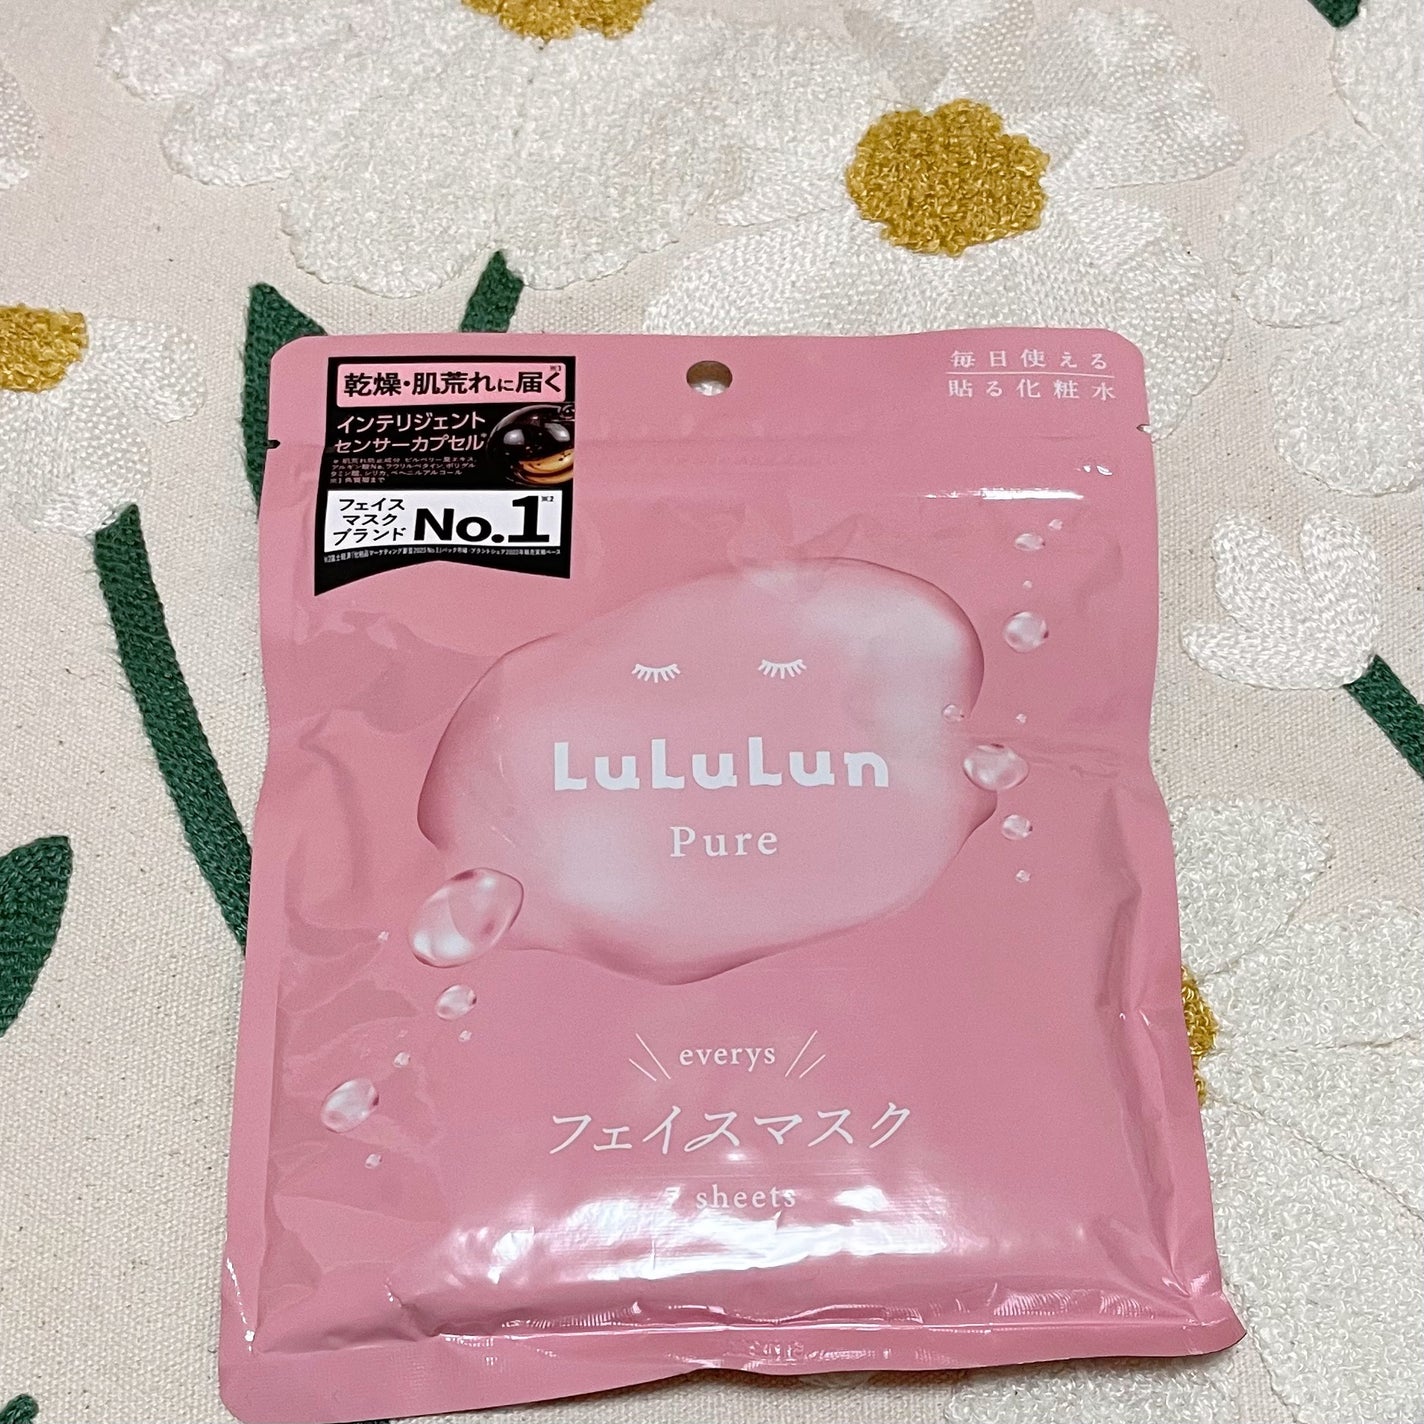 乾燥・肌荒れに届く※1
インテリジェント
センサーカプセル*
フェイス
マスク
ブランド
No.1※2
毎日使える
貼る化粧水
LuLuLun
Pure
everys
フェイスマスク
7 sheets